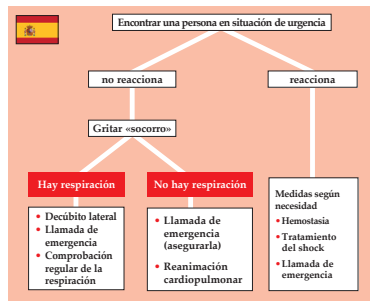 Encontrar una persona en situación de urgencia
no reacciona
reacciona
Gritar «socorro»
Hay respiración
No hay respiración
• Decúbito lateral
• Llamada de
emergencia
• Comprobación
regular de la
respiración
• Llamada de
emergencia
(asegurarla)
• Reanimación
cardiopulmonar
Medidas según
necesidad
• Hemostasia
• Tratamiento
del shock
• Llamada de
emergencia